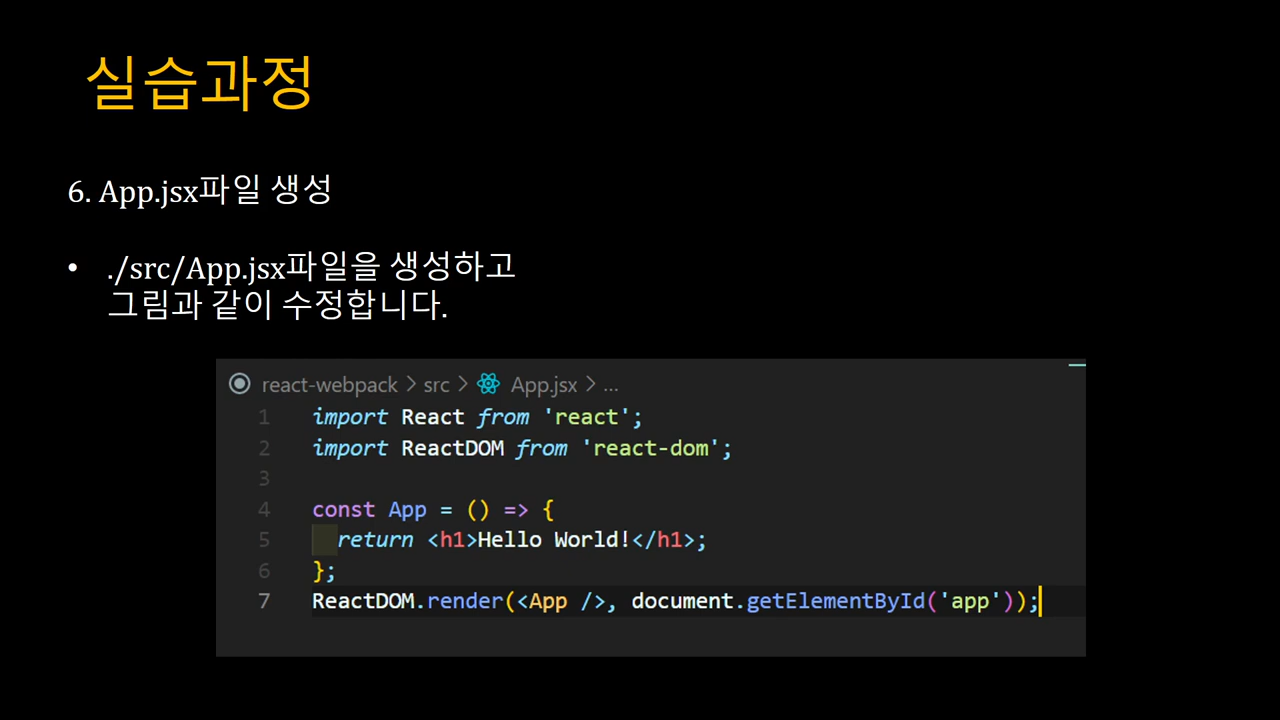 실습과정
6. App.jsx파일 생성
• ./src/App.jsx파일을 생성하고
그림과 같이 수정합니다.
react-webpack > src > App.jsx > ...
1 import React from 'react';
2 import ReactDOM from 'react-dom';
3
4 const App = () => {
5 return <h1>Hello World!</h1>;
6 };
7 ReactDOM.render(<App />, document.getElementById('app'));